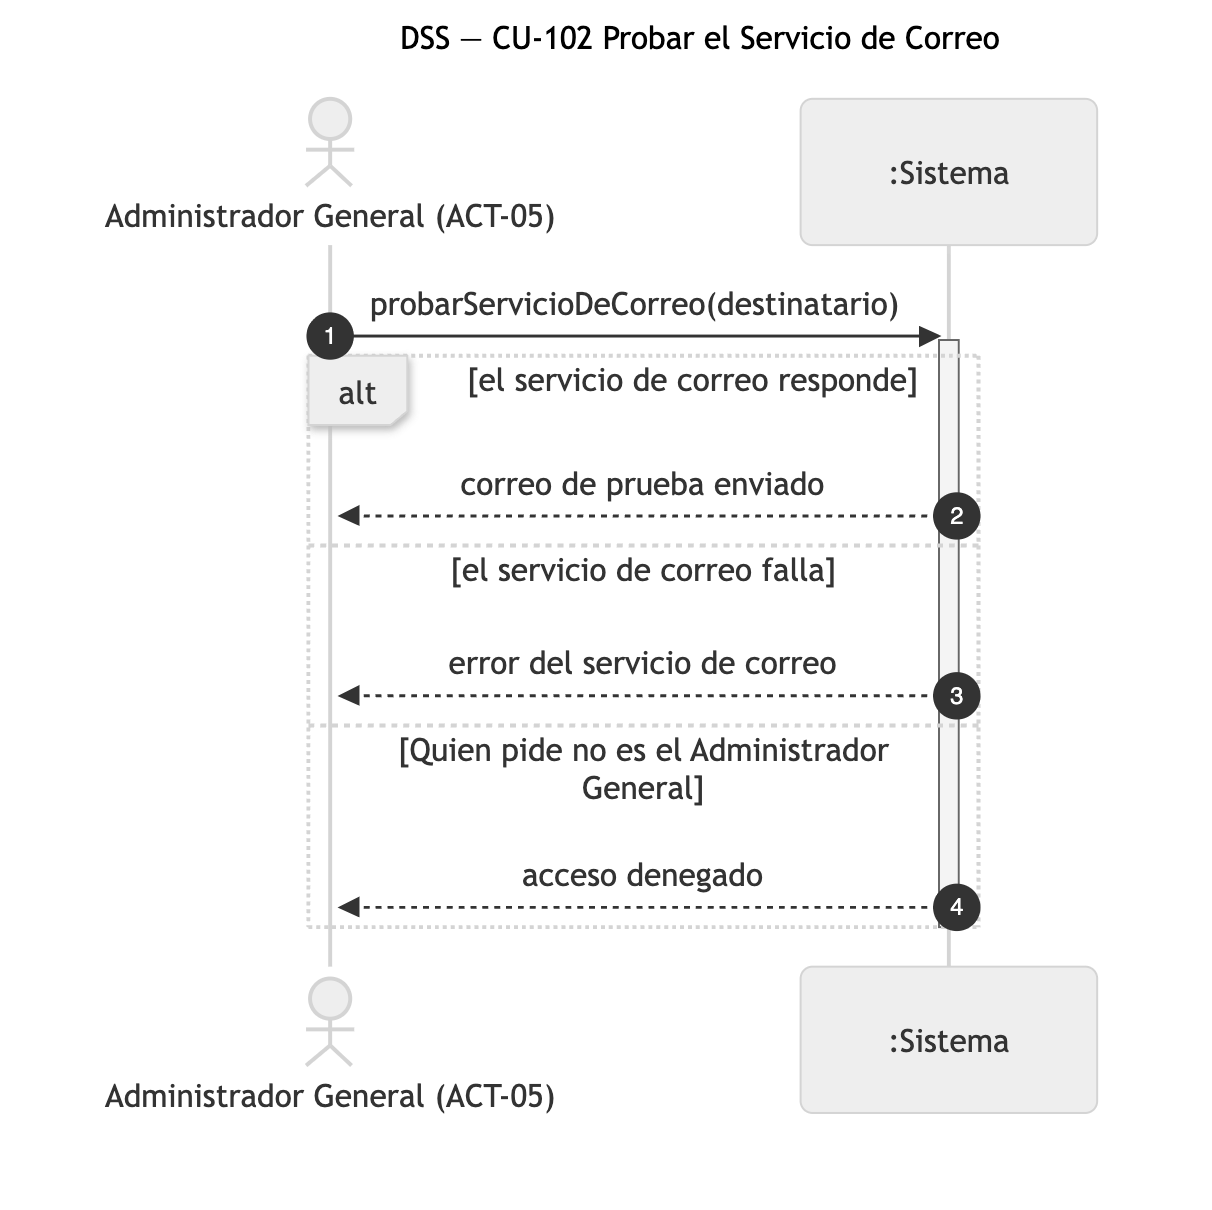 DSS — CU-102 Probar el Servicio de Correo
:Sistema
Administrador General (ACT-05)
probarServicioDeCorreo(destinatario)
1
alt
[el servicio de correo responde]
correo de prueba enviado
2
[el servicio de correo falla]
error del servicio de correo
3
[Quien pide no es el Administrador
General]
acceso denegado
4
:Sistema
Administrador General (ACT-05)